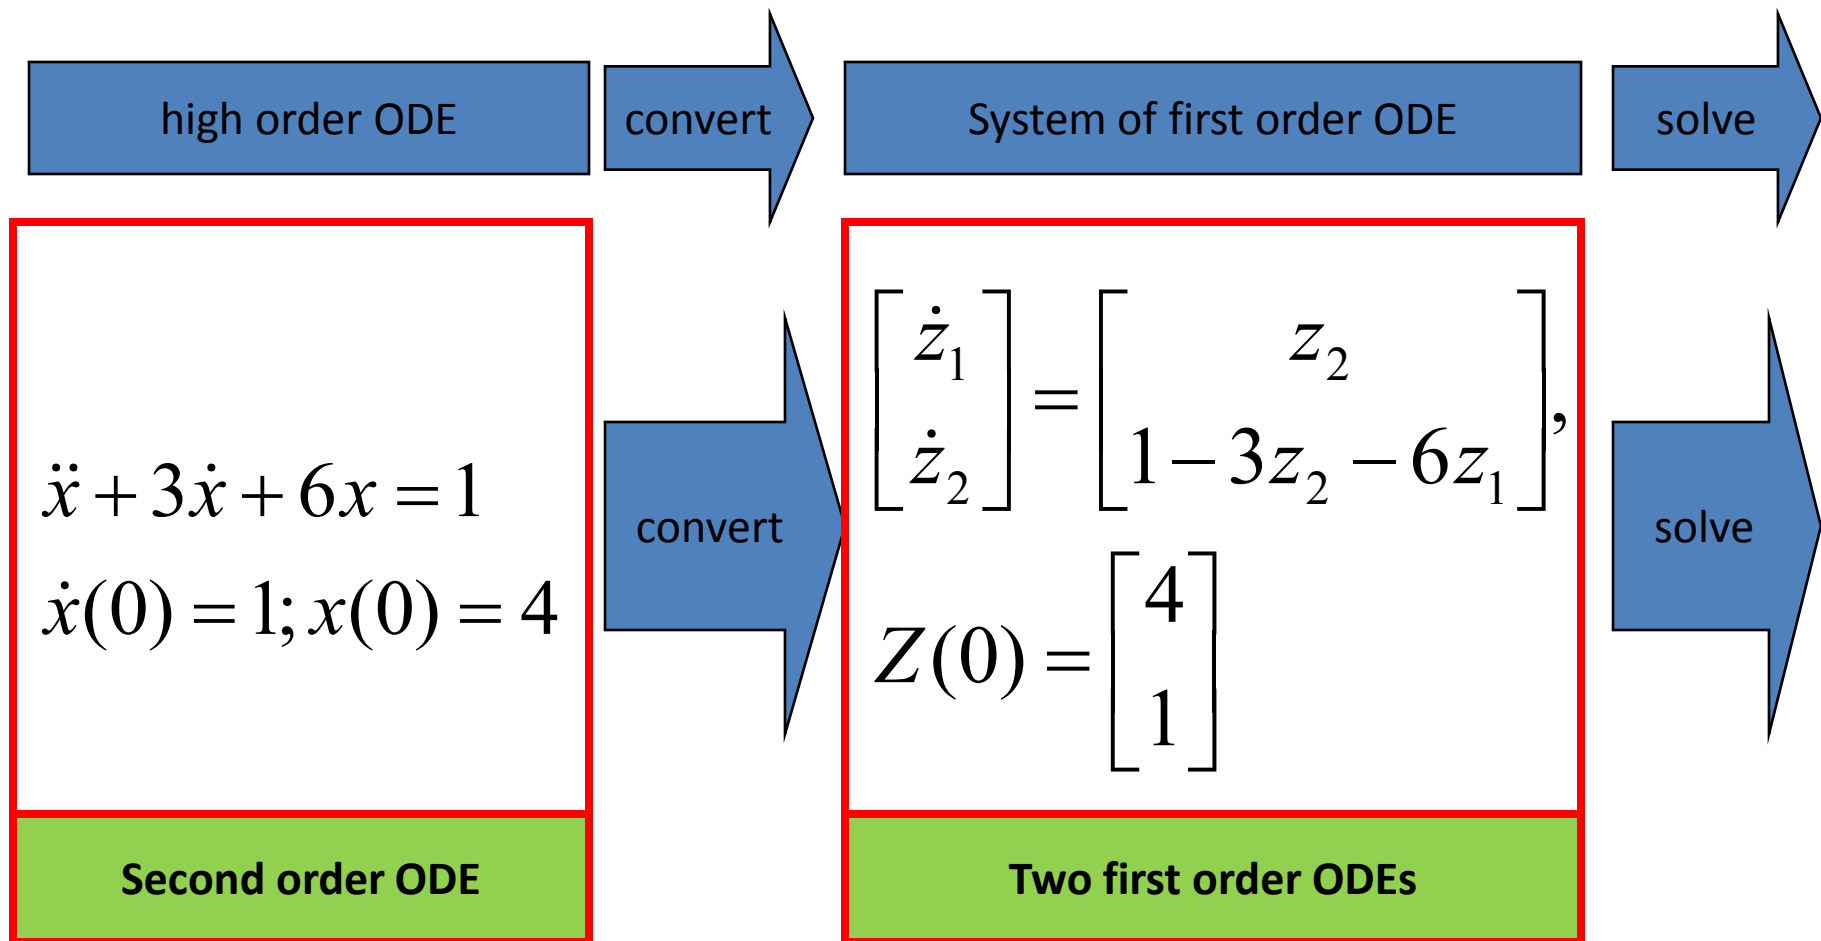 high order ODE
convert
System of first order ODE
solve
ẍ + 3ẋ + 6x = 1
ẋ(0) = 1; x(0) = 4
convert
[ ż₁ ] = [ z₂ ]
[ ż₂ ] [ 1 − 3z₂ − 6z₁ ],
Z(0) = [ 4 ]
[ 1 ]
solve
Second order ODE
Two first order ODEs